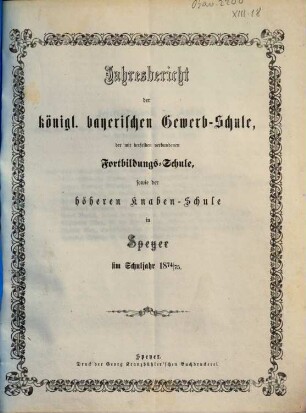 Bav. 2400
XIII-18
Jahresbericht
der
königl. bayerischen Gewerb-Schule,
der mit derselben verbundenen
Fortbildungs-Schule,
sowie der
höheren Knaben-Schule
in
Speyer
im Schuljahr 1874/75.
Speyer.
Druck der Georg Kranzbühler'schen Buchdruckerei.